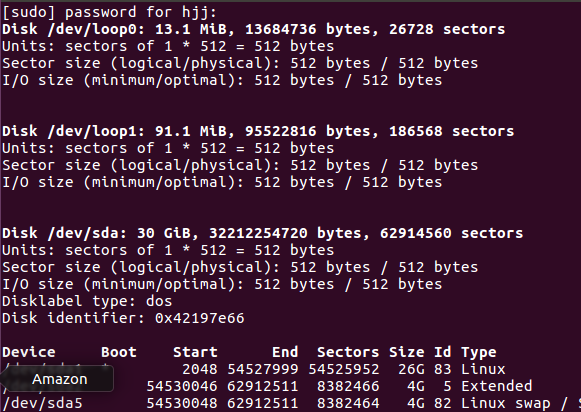 [sudo] password for hjj:
Disk /dev/loop0: 13.1 MiB, 13684736 bytes, 26728 sectors
Units: sectors of 1 * 512 = 512 bytes
Sector size (logical/physical): 512 bytes / 512 bytes
I/O size (minimum/optimal): 512 bytes / 512 bytes
Disk /dev/loop1: 91.1 MiB, 95522816 bytes, 186568 sectors
Units: sectors of 1 * 512 = 512 bytes
Sector size (logical/physical): 512 bytes / 512 bytes
I/O size (minimum/optimal): 512 bytes / 512 bytes
Disk /dev/sda: 30 GiB, 32212254720 bytes, 62914560 sectors
Units: sectors of 1 * 512 = 512 bytes
Sector size (logical/physical): 512 bytes / 512 bytes
I/O size (minimum/optimal): 512 bytes / 512 bytes
Disklabel type: dos
Disk identifier: 0x42197e66
Device Boot Start End Sectors Size Id Type
* 2048 54527999 54525952 26G 83 Linux
Amazon
54530046 62912511 8382466 4G 5 Extended
/dev/sda5 54530048 62912511 8382464 4G 82 Linux swap /